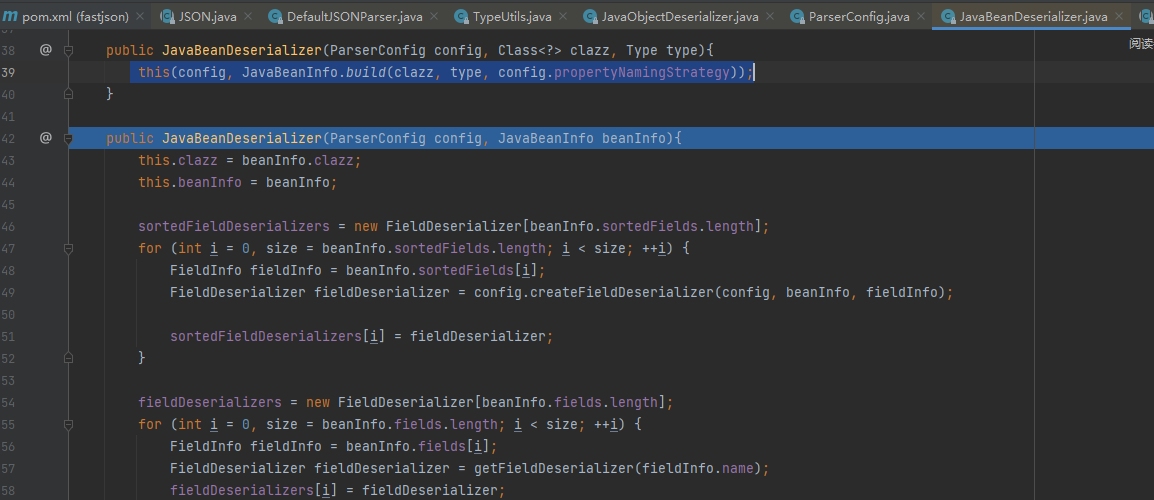 pom.xml (fastjson) × JSON.java × DefaultJSONParser.java × TypeUtils.java × JavaObjectDeserializer.java × ParserConfig.java × JavaBeanDeserializer.java ×
阅读
38 @ public JavaBeanDeserializer(ParserConfig config, Class<?> clazz, Type type){
39 this(config, JavaBeanInfo.build(clazz, type, config.propertyNamingStrategy));
40 }
41
42 @ public JavaBeanDeserializer(ParserConfig config, JavaBeanInfo beanInfo){
43 this.clazz = beanInfo.clazz;
44 this.beanInfo = beanInfo;
45
46 sortedFieldDeserializers = new FieldDeserializer[beanInfo.sortedFields.length];
47 for (int i = 0, size = beanInfo.sortedFields.length; i < size; ++i) {
48 FieldInfo fieldInfo = beanInfo.sortedFields[i];
49 FieldDeserializer fieldDeserializer = config.createFieldDeserializer(config, beanInfo, fieldInfo);
50
51 sortedFieldDeserializers[i] = fieldDeserializer;
52 }
53
54 fieldDeserializers = new FieldDeserializer[beanInfo.fields.length];
55 for (int i = 0, size = beanInfo.fields.length; i < size; ++i) {
56 FieldInfo fieldInfo = beanInfo.fields[i];
57 FieldDeserializer fieldDeserializer = getFieldDeserializer(fieldInfo.name);
58 fieldDeserializers[i] = fieldDeserializer;